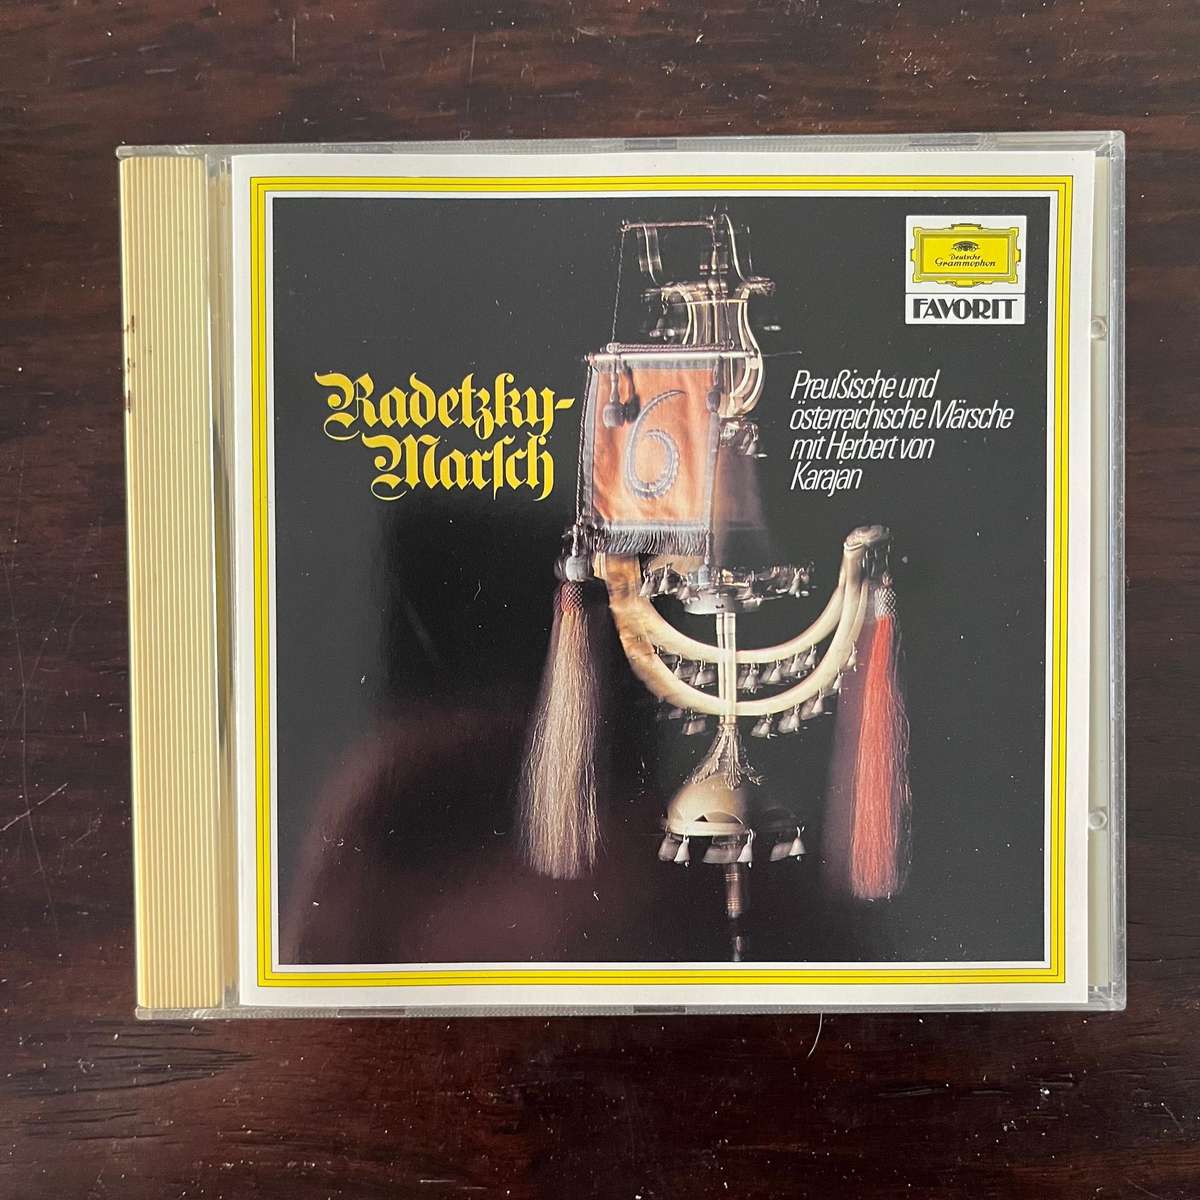 Deutsche
Grammophon
FAVORIT
Radetzky-
Marſch
Preußische und
österreichische Märsche
mit Herbert von
Karajan
6